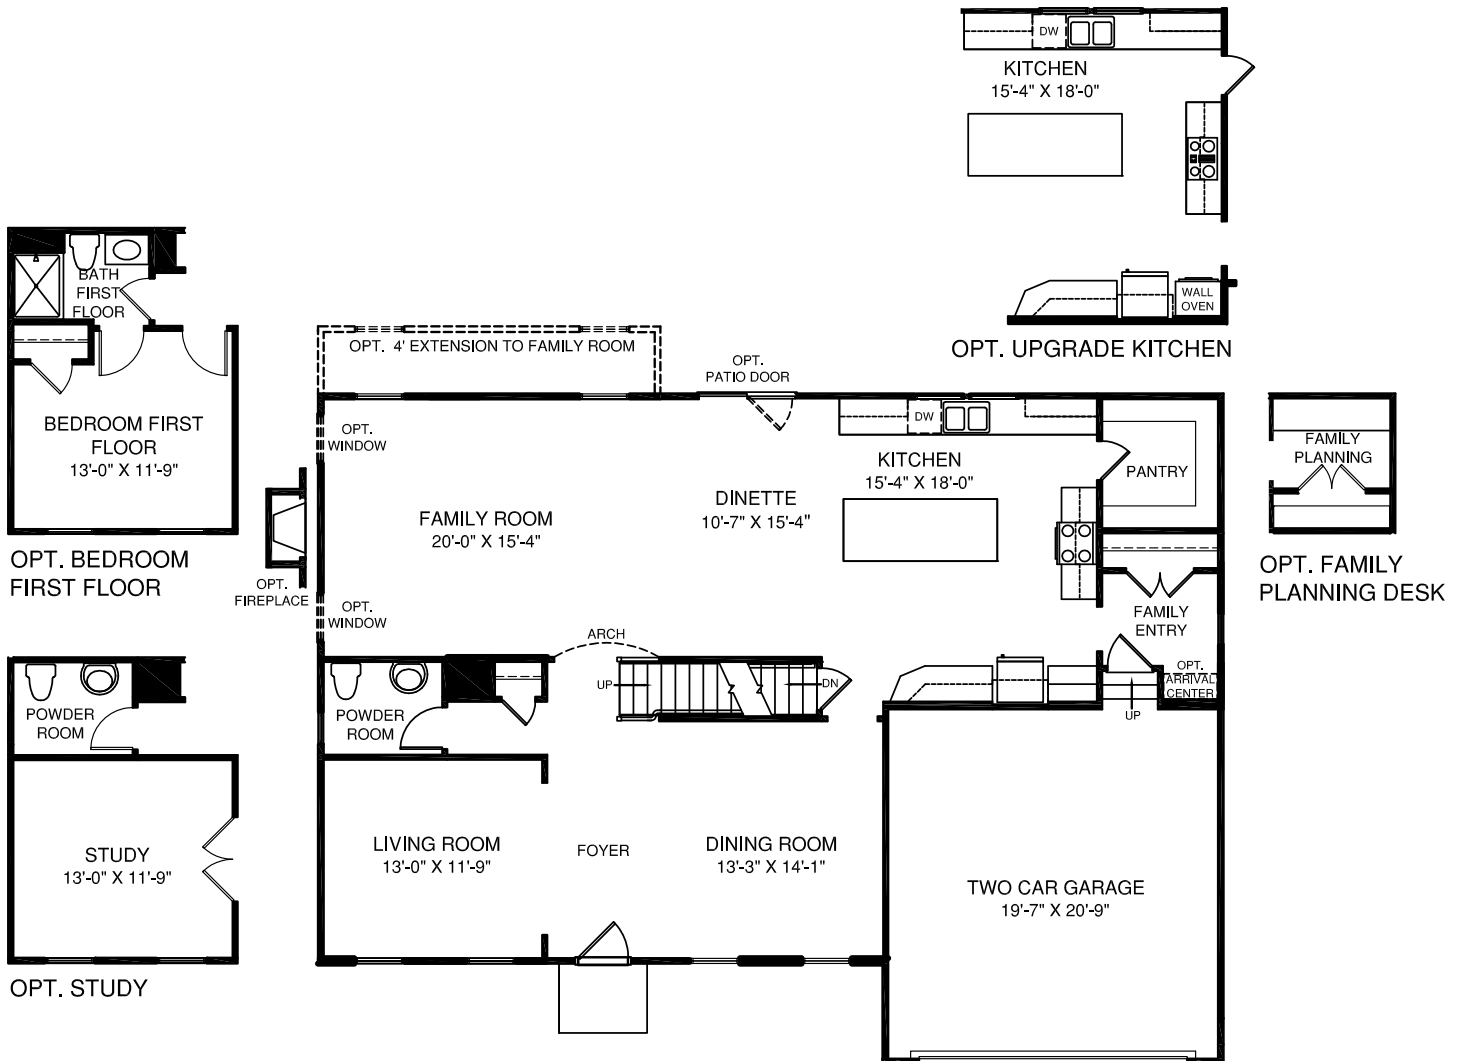 DW
KITCHEN
15'-4" X 18'-0"
WALL
OVEN
OPT. UPGRADE KITCHEN
BATH
FIRST
FLOOR
BEDROOM FIRST
FLOOR
13'-0" X 11'-9"
OPT. BEDROOM
FIRST FLOOR
OPT. 4' EXTENSION TO FAMILY ROOM
OPT.
PATIO DOOR
OPT.
WINDOW
DW
KITCHEN
15'-4" X 18'-0"
PANTRY
FAMILY
PLANNING
OPT. FAMILY
PLANNING DESK
FAMILY ROOM
20'-0" X 15'-4"
DINETTE
10'-7" X 15'-4"
OPT.
FIREPLACE
OPT.
WINDOW
ARCH
FAMILY
ENTRY
UP
DN
OPT.
ARRIVAL
CENTER
UP
POWDER
ROOM
POWDER
ROOM
STUDY
13'-0" X 11'-9"
OPT. STUDY
LIVING ROOM
13'-0" X 11'-9"
FOYER
DINING ROOM
13'-3" X 14'-1"
TWO CAR GARAGE
19'-7" X 20'-9"